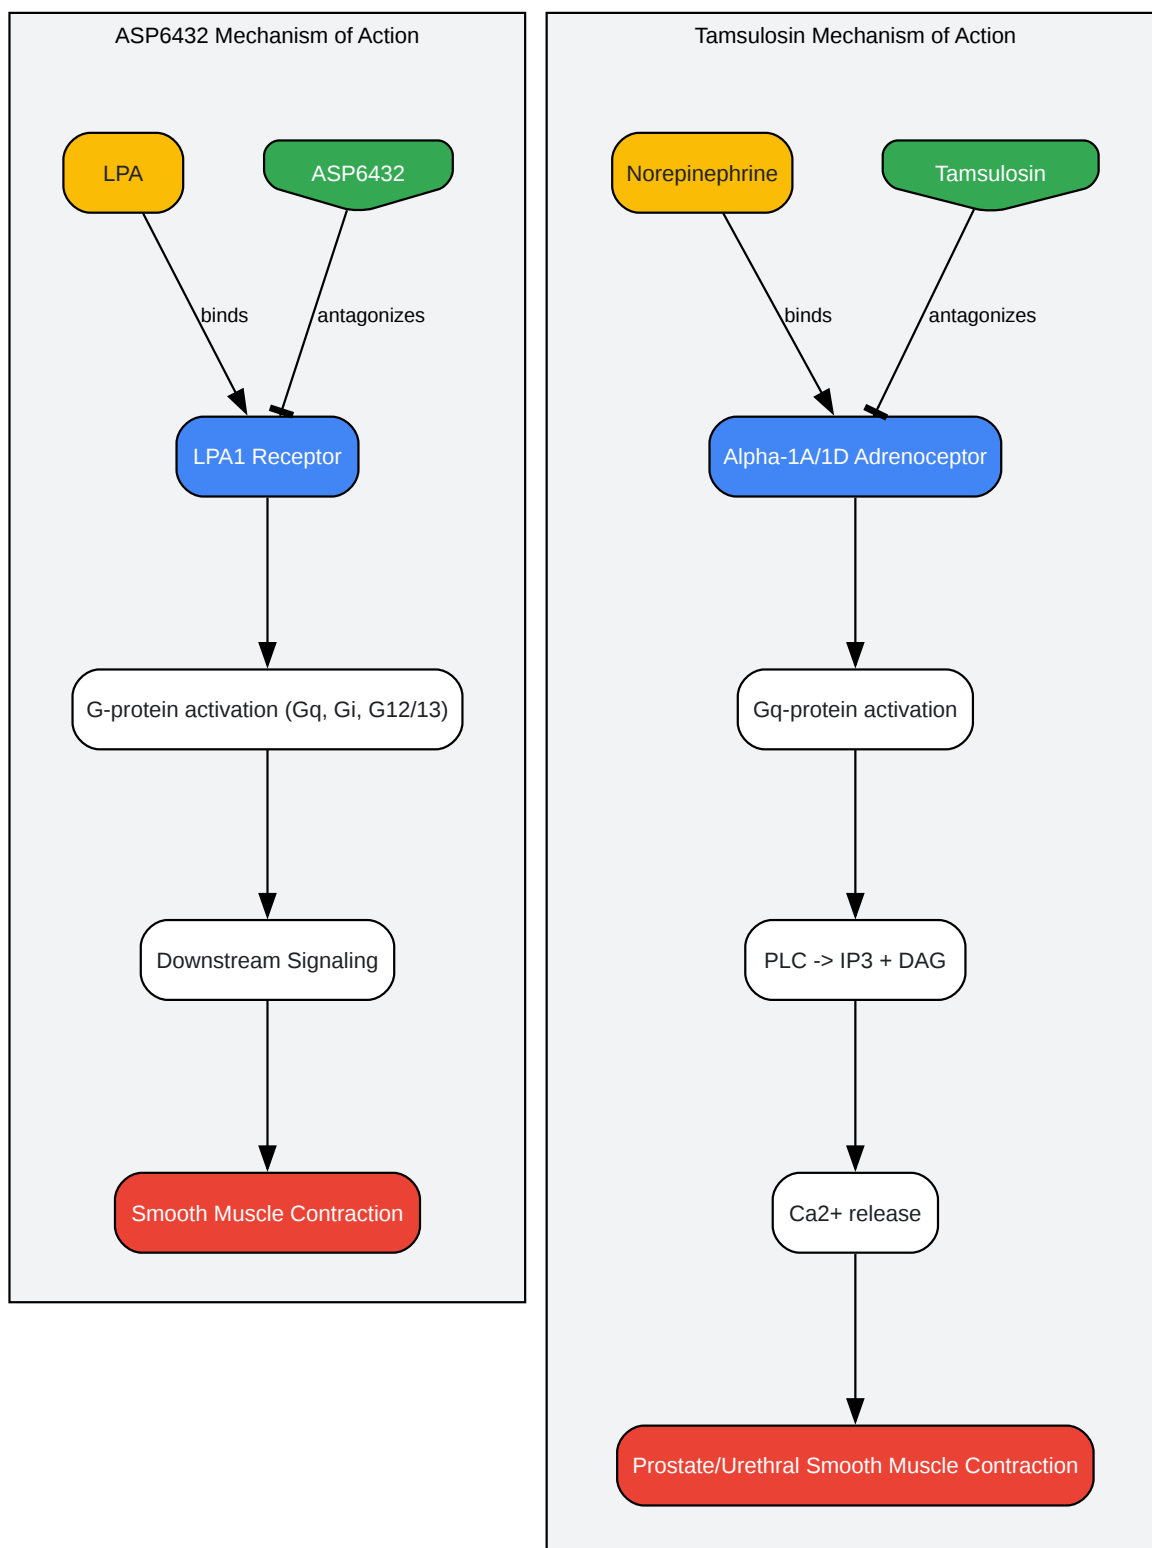 ASP6432 Mechanism of Action
LPA
ASP6432
binds
antagonizes
LPA1 Receptor
G-protein activation (Gq, Gi, G12/13)
Downstream Signaling
Smooth Muscle Contraction
Tamsulosin Mechanism of Action
Norepinephrine
Tamsulosin
binds
antagonizes
Alpha-1A/1D Adrenoceptor
Gq-protein activation
PLC -> IP3 + DAG
Ca2+ release
Prostate/Urethral Smooth Muscle Contraction